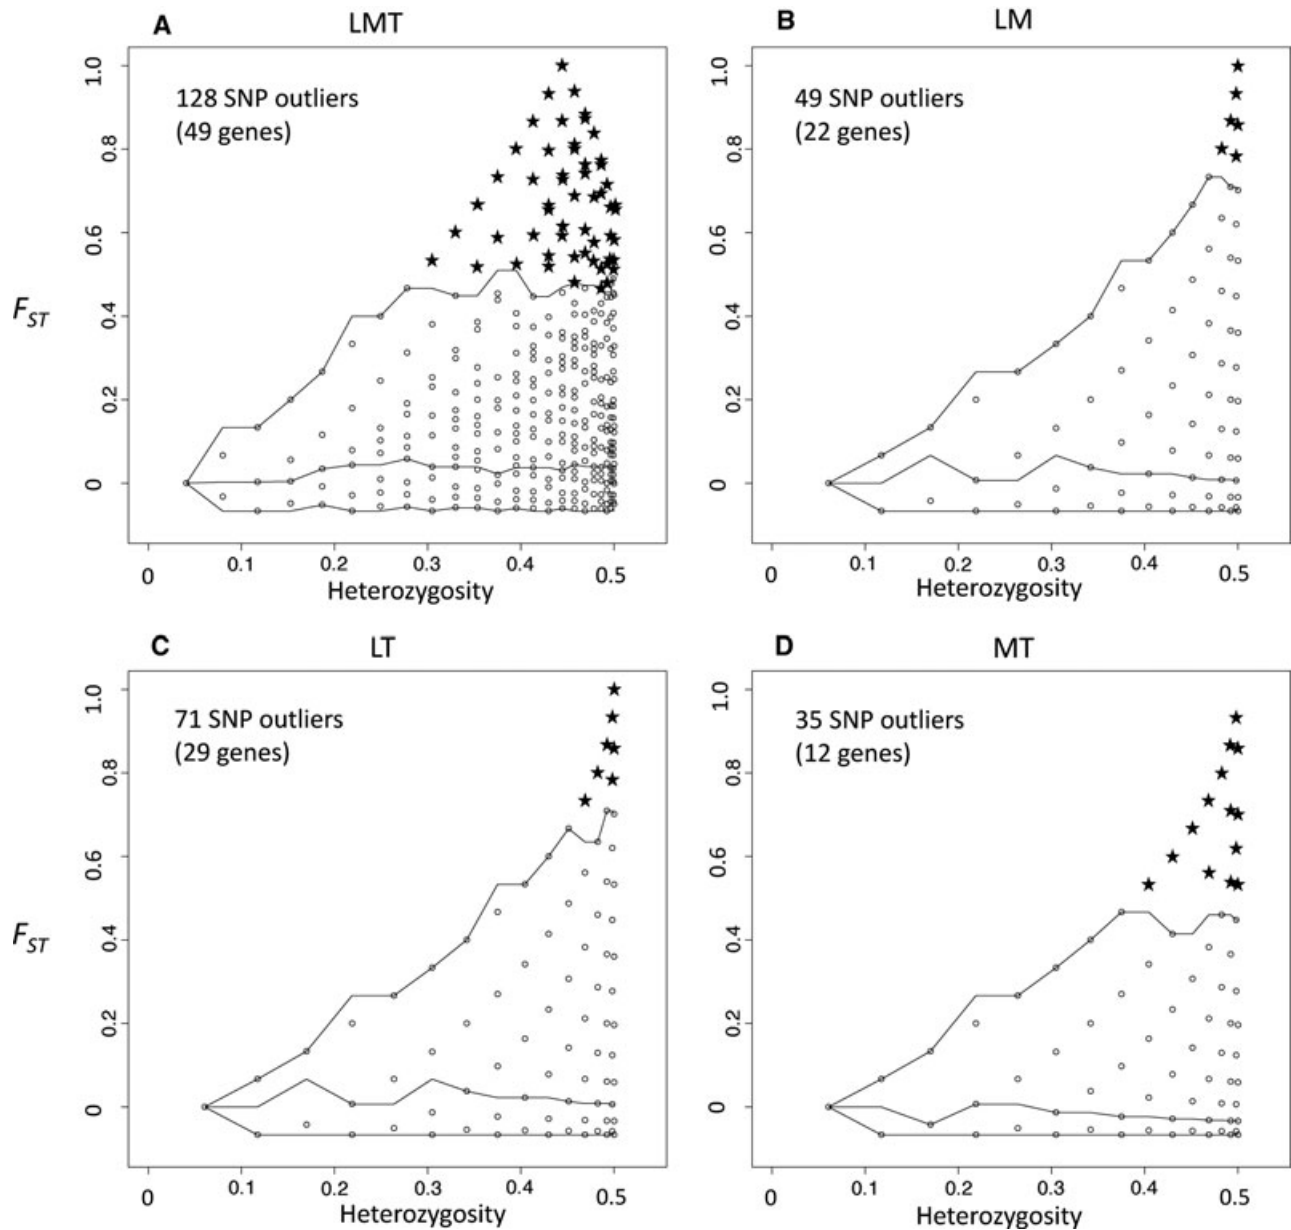 A
LMT
128 SNP outliers
(49 genes)
1.0
0.8
0.6
0.4
0.2
0
F_ST
0
0.1
0.2
0.3
0.4
0.5
Heterozygosity
B
LM
49 SNP outliers
(22 genes)
1.0
0.8
0.6
0.4
0.2
0
0
0.1
0.2
0.3
0.4
0.5
Heterozygosity
C
LT
71 SNP outliers
(29 genes)
1.0
0.8
0.6
0.4
0.2
0
F_ST
0
0.1
0.2
0.3
0.4
0.5
Heterozygosity
D
MT
35 SNP outliers
(12 genes)
1.0
0.8
0.6
0.4
0.2
0
0
0.1
0.2
0.3
0.4
0.5
Heterozygosity